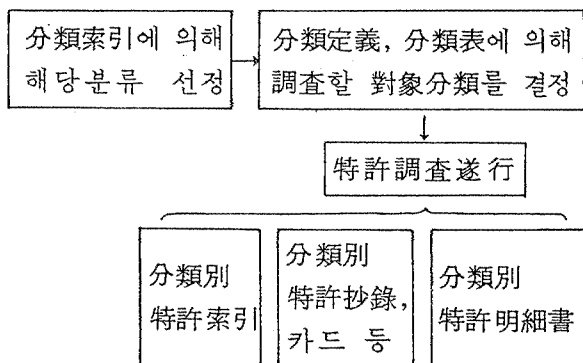 分類索引에 의해
해당분류 선정
分類定義, 分類表에 의해
調査할 對象分類를 결정
特許調査遂行
分類別
特許索引
分類別
特許抄錄,
카드 등
分類別
特許明細書